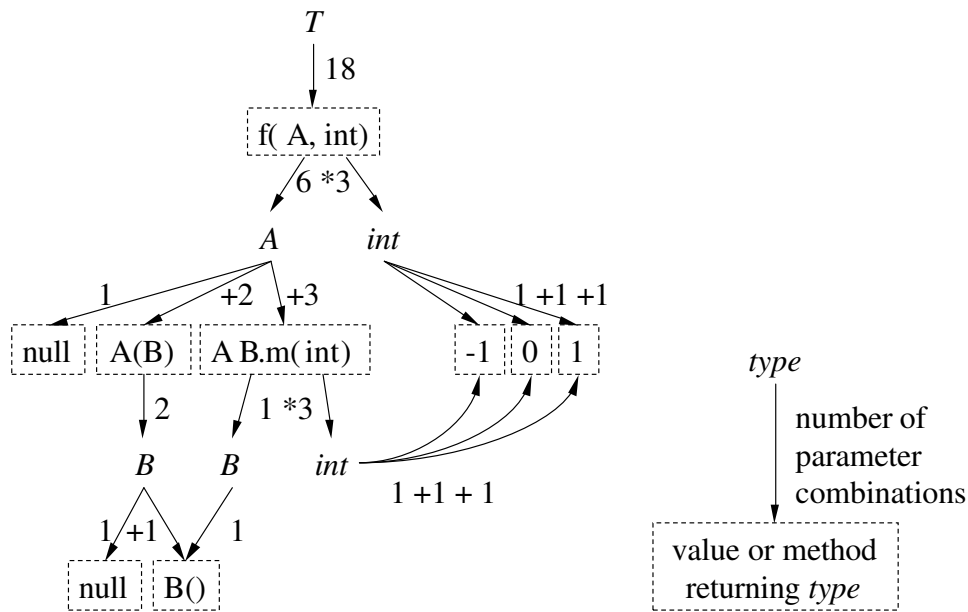 T
18
f( A, int)
6 *3
A
int
1
+2
+3
1 +1 +1
null
A(B)
A B.m( int)
-1
0
1
type
2
1 *3
number of
parameter
combinations
B
B
int
1 +1 + 1
1 +1
1
null
B()
value or method
returning type